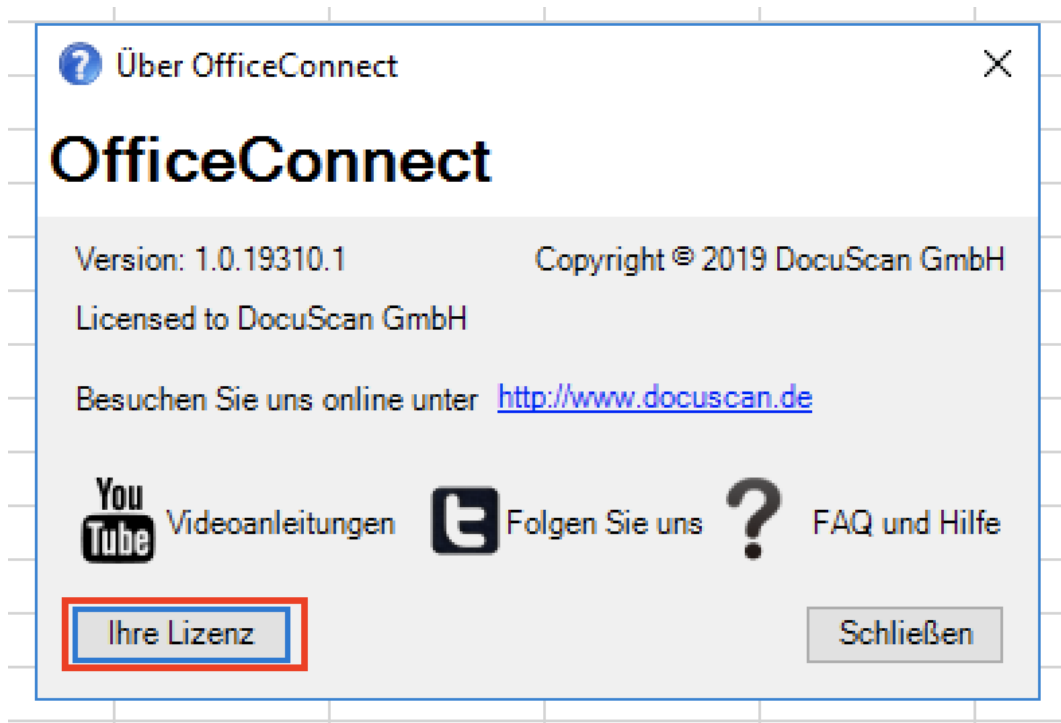 Über OfficeConnect
OfficeConnect
Version: 1.0.19310.1 Copyright © 2019 DocuScan GmbH
Licensed to DocuScan GmbH
Besuchen Sie uns online unter http://www.docuscan.de
You
Tube Videoanleitungen Folgen Sie uns FAQ und Hilfe
Ihre Lizenz Schließen